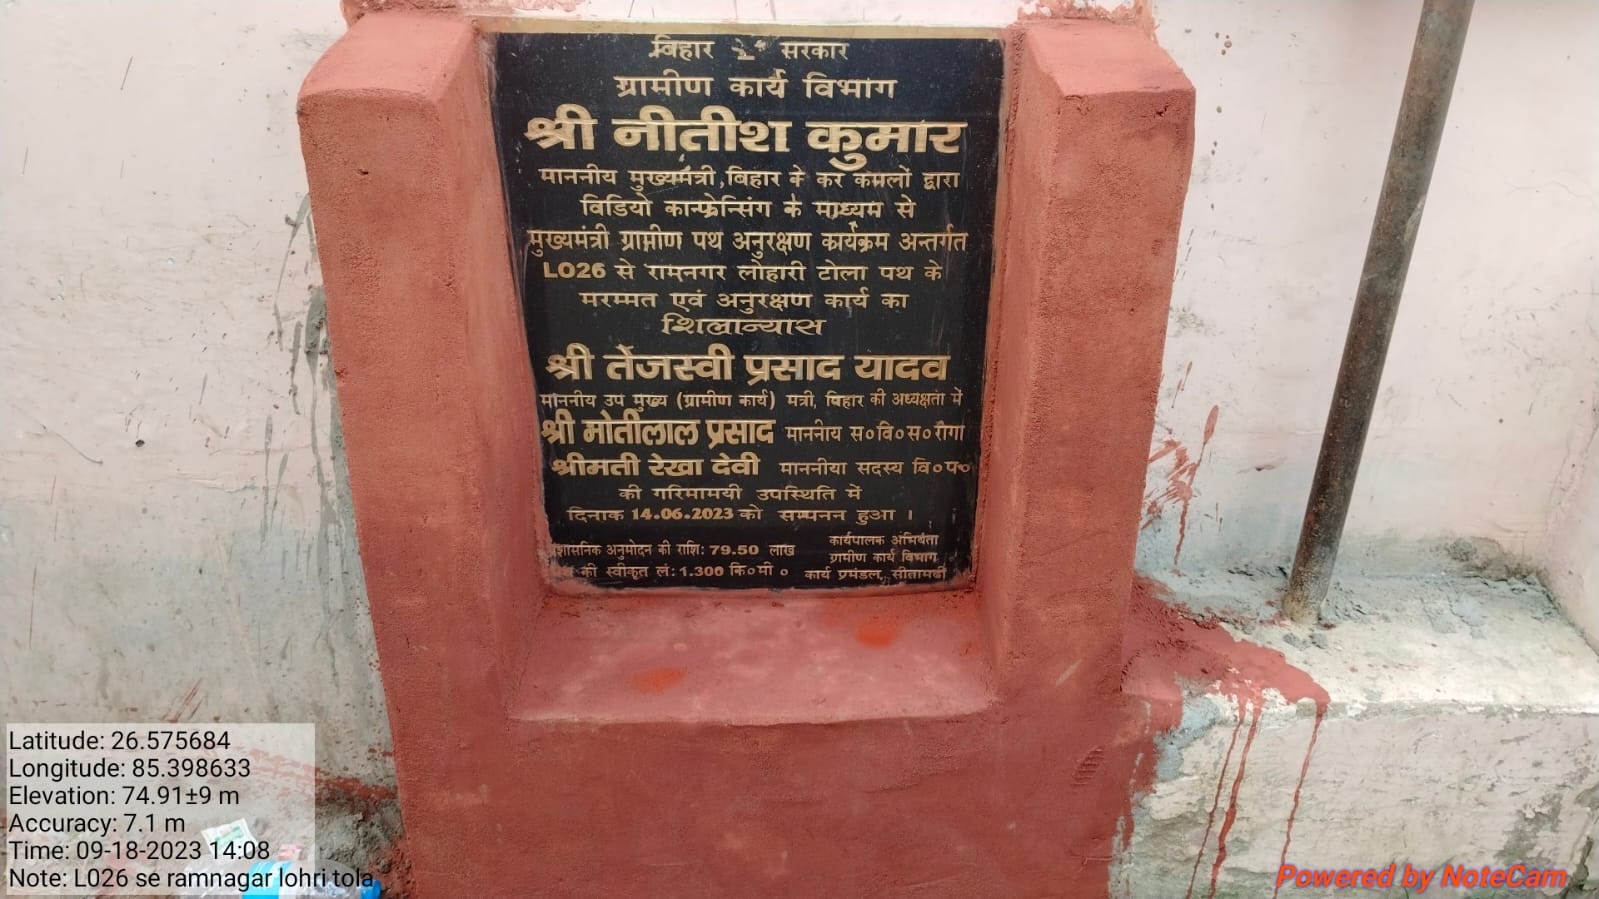 बिहार सरकार
ग्रामीण कार्य विभाग
श्री नीतीश कुमार
माननीय मुख्यमंत्री, बिहार के कर कमलों द्वारा
विडियो कान्फ्रेन्सिंग के माध्यम से
मुख्यमंत्री ग्रामीण पथ अनुरक्षण कार्यक्रम अन्तर्गत
L026 से रामनगर लोहारी टोला पथ के
मरम्मत एवं अनुरक्षण कार्य का
शिलान्यास
श्री तेजस्वी प्रसाद यादव
माननीय उप मुख्य (ग्रामीण कार्य) मंत्री, बिहार की अध्यक्षता में
श्री मोतीलाल प्रसाद माननीय स०वि०स० रीगा
श्रीमती रेखा देवी माननीया सदस्य वि०प०
की गरिमामयी उपस्थिति में
दिनांक 14.06.2023 को सम्पनन हुआ ।
प्रशासनिक अनुमोदन की राशि: 79.50 लाख
की स्वीकृत लं: 1.300 कि०मी०
कार्यपालक अभियंता
ग्रामीण कार्य विभाग
कार्य प्रमंडल, सीतामढी
Latitude: 26.575684
Longitude: 85.398633
Elevation: 74.91±9 m
Accuracy: 7.1 m
Time: 09-18-2023 14:08
Note: L026 se ramnagar lohri tola
Powered by NoteCam